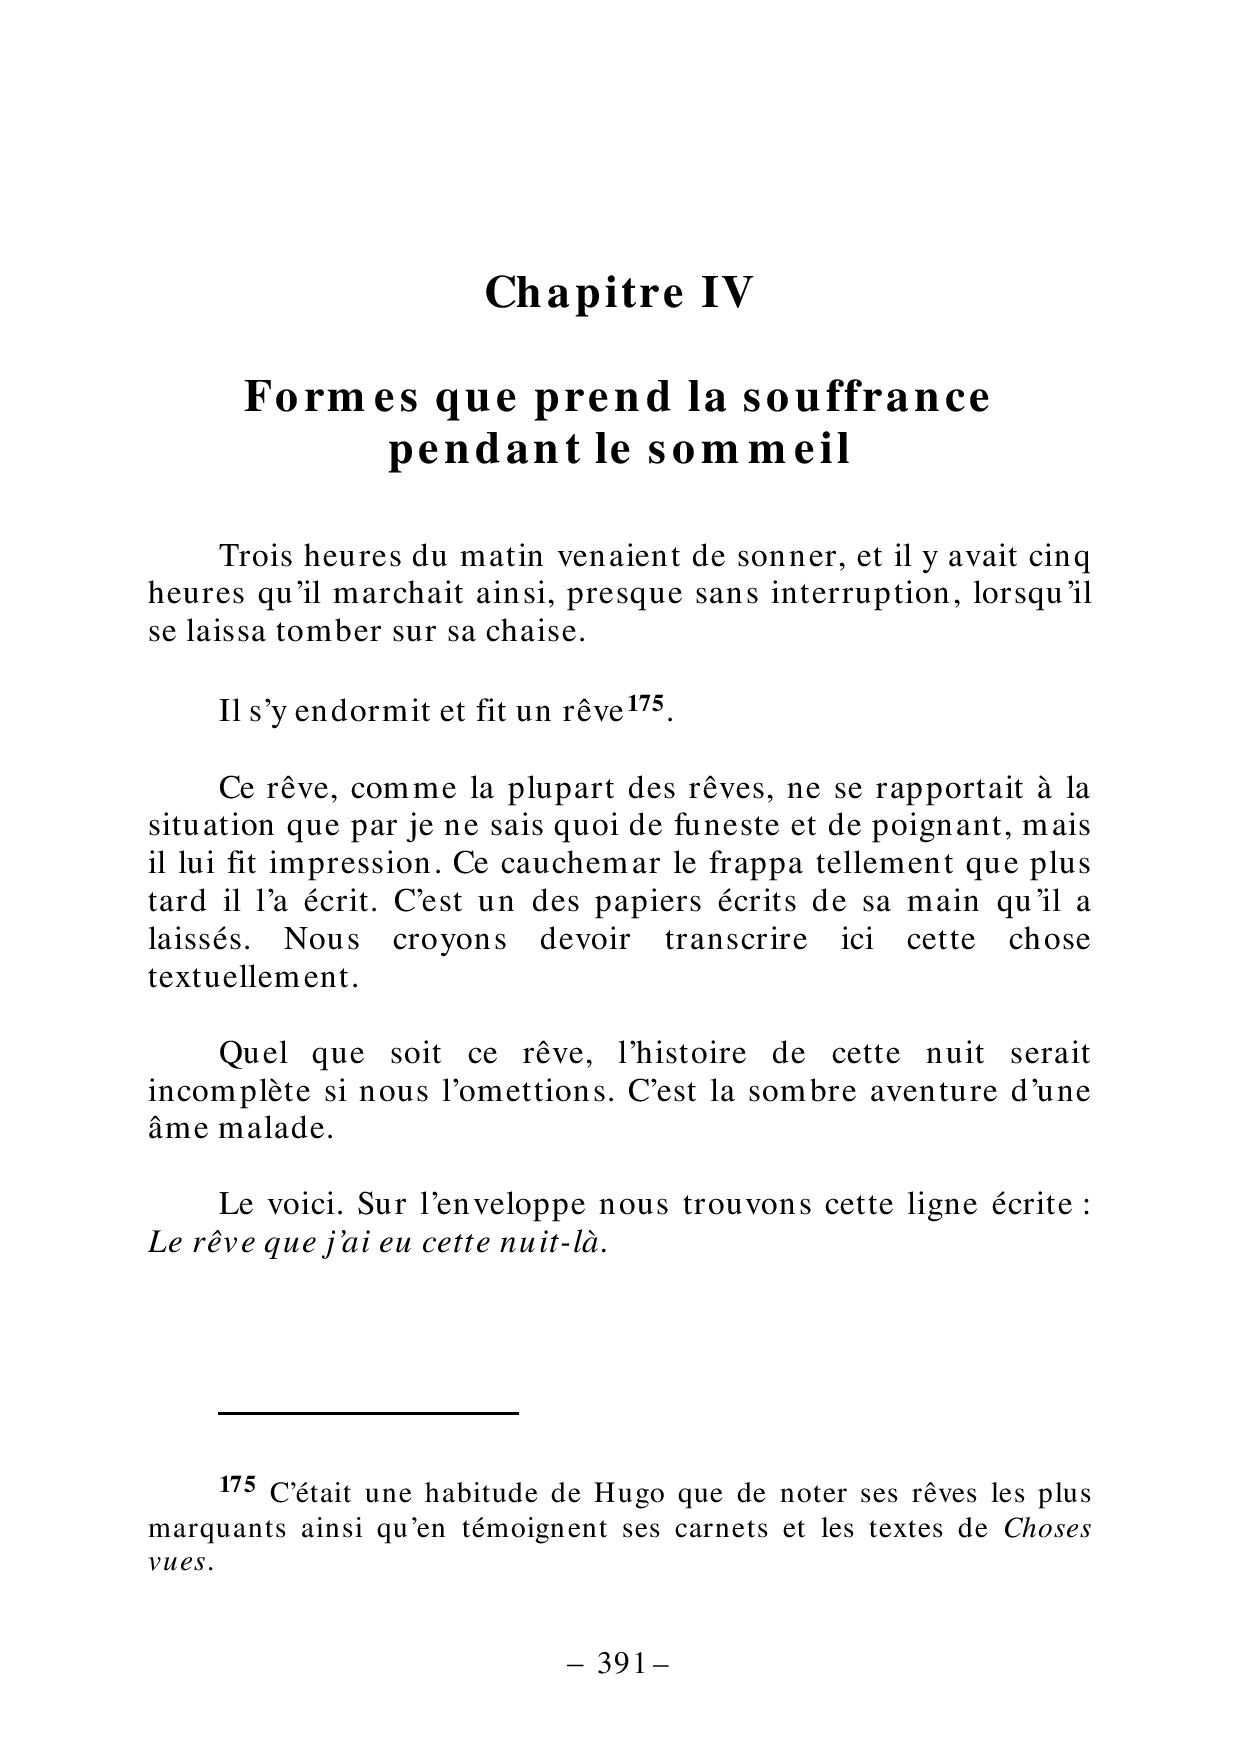 Chapitre IV
Formes que prend la souffrance
pendant le sommeil
Trois heures du matin venaient de sonner, et il y avait cinq
heures qu’il marchait ainsi, presque sans interruption, lorsqu’il
se laissa tomber sur sa chaise.
Il s’y endormit et fit un rêve175.
Ce rêve, comme la plupart des rêves, ne se rapportait à la
situation que par je ne sais quoi de funeste et de poignant, mais
il lui fit impression. Ce cauchemar le frappa tellement que plus
tard il l’a écrit. C’est un des papiers écrits de sa main qu’il a
laissés. Nous croyons devoir transcrire ici cette chose
textuellement.
Quel que soit ce rêve, l’histoire de cette nuit serait
incomplète si nous l’omettions. C’est la sombre aventure d’une
âme malade.
Le voici. Sur l’enveloppe nous trouvons cette ligne écrite :
Le rêve que j’ai eu cette nuit-là.
175 C’était une habitude de Hugo que de noter ses rêves les plus
marquants ainsi qu’en témoignent ses carnets et les textes de Choses
vues.
– 391 –